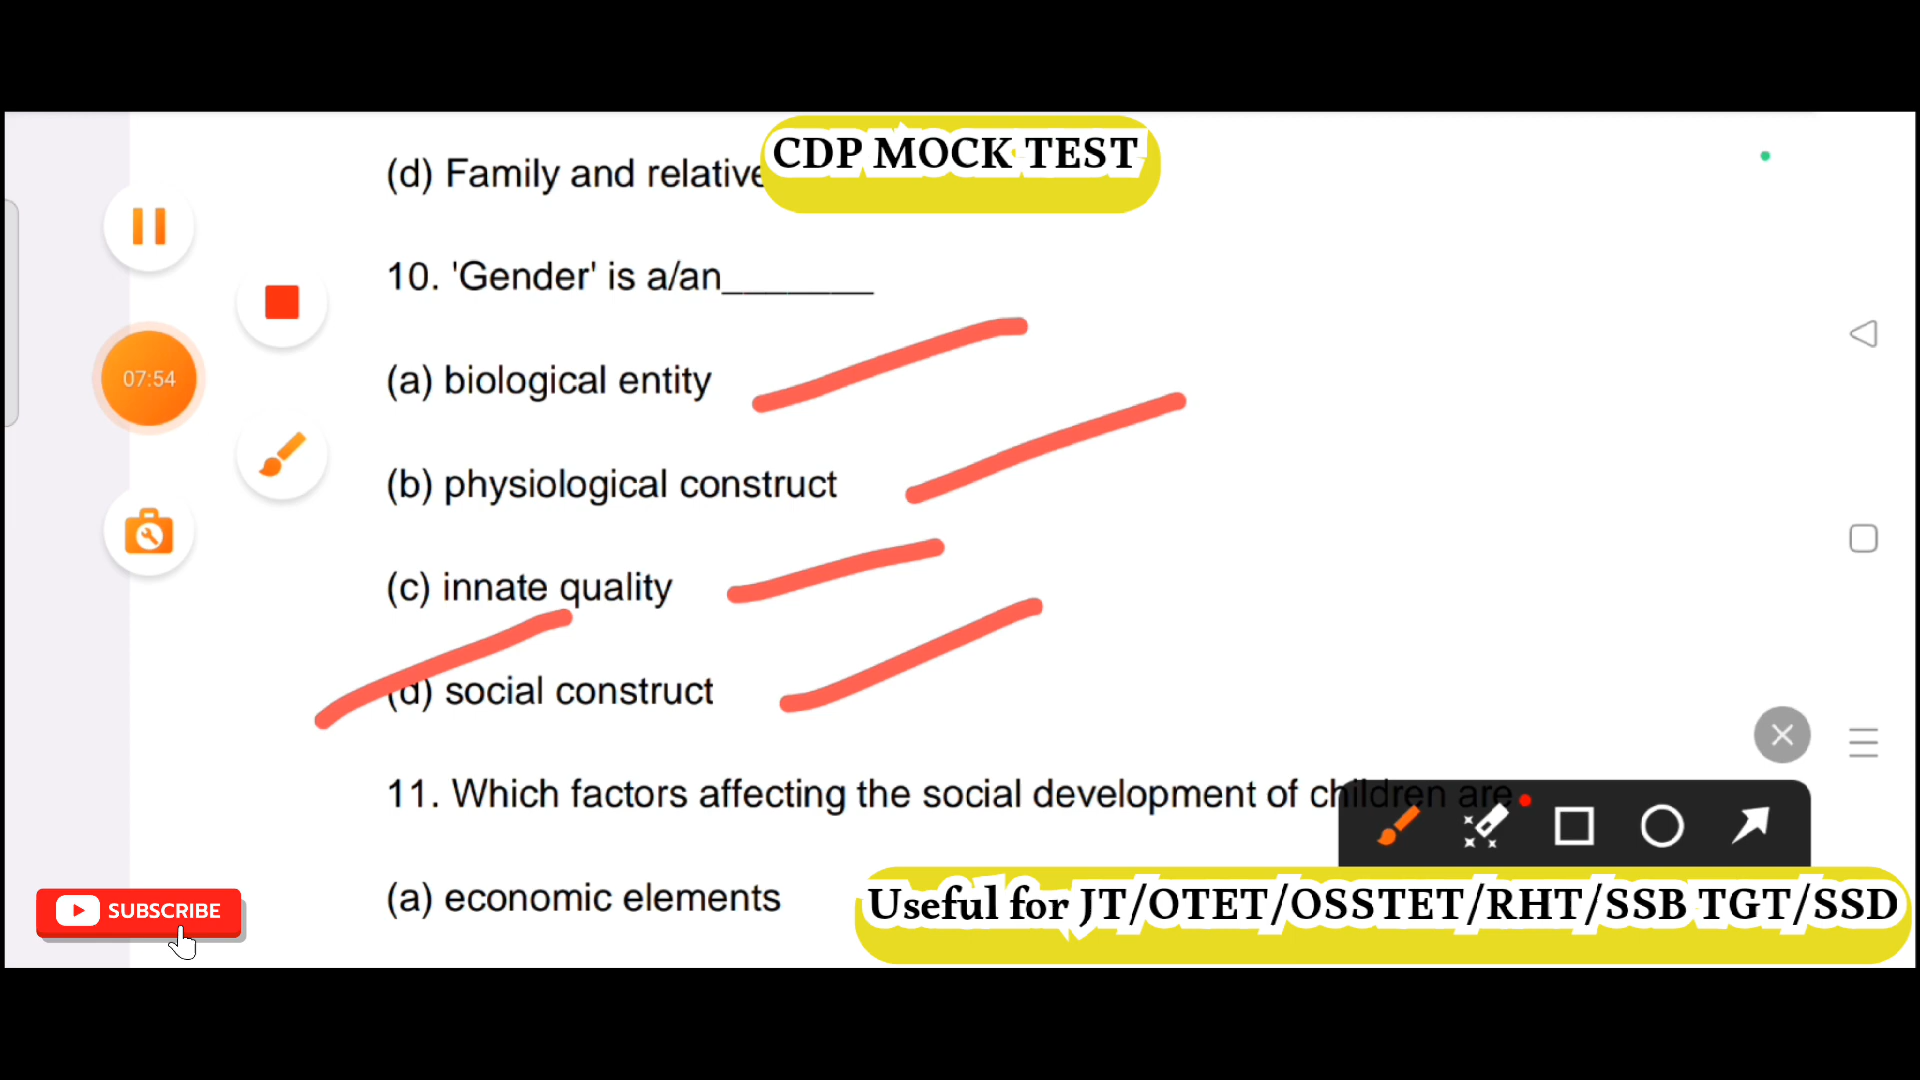 CDP MOCK TEST
(d) Family and relative
10. 'Gender' is a/an_______
07:54
(a) biological entity
(b) physiological construct
(c) innate quality
(d) social construct
11. Which factors affecting the social development of children are
(a) economic elements
SUBSCRIBE
Useful for JT/OTET/OSSTET/RHT/SSB TGT/SSD